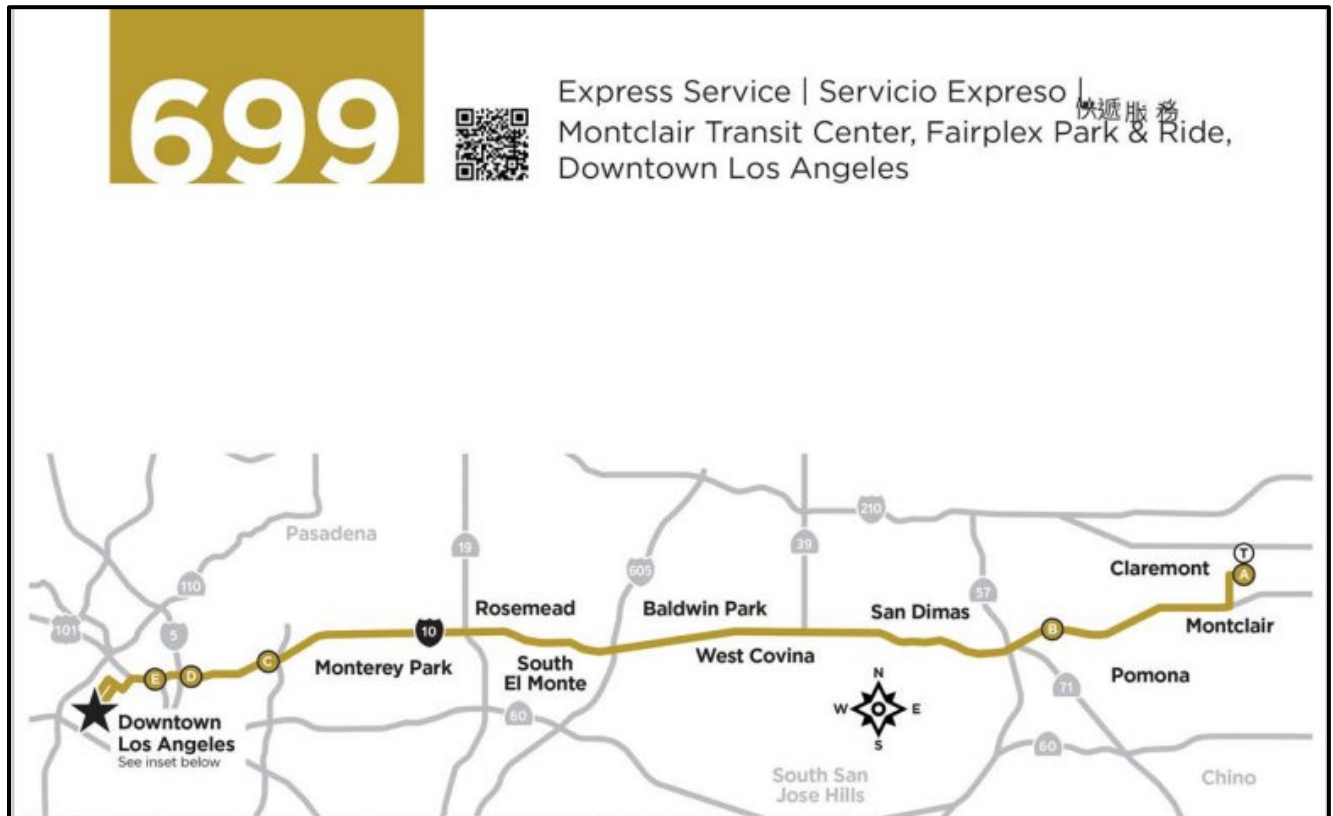 699
Express Service | Servicio Expreso | 快遞服務
Montclair Transit Center, Fairplex Park & Ride,
Downtown Los Angeles
Pasadena
110
101
5
19
605
39
210
57
Claremont
T
A
Rosemead
Baldwin Park
San Dimas
B
Montclair
10
C
D
E
Monterey Park
South
El Monte
West Covina
Pomona
71
N
W
E
S
60
60
Downtown
Los Angeles
See inset below
South San
Jose Hills
Chino